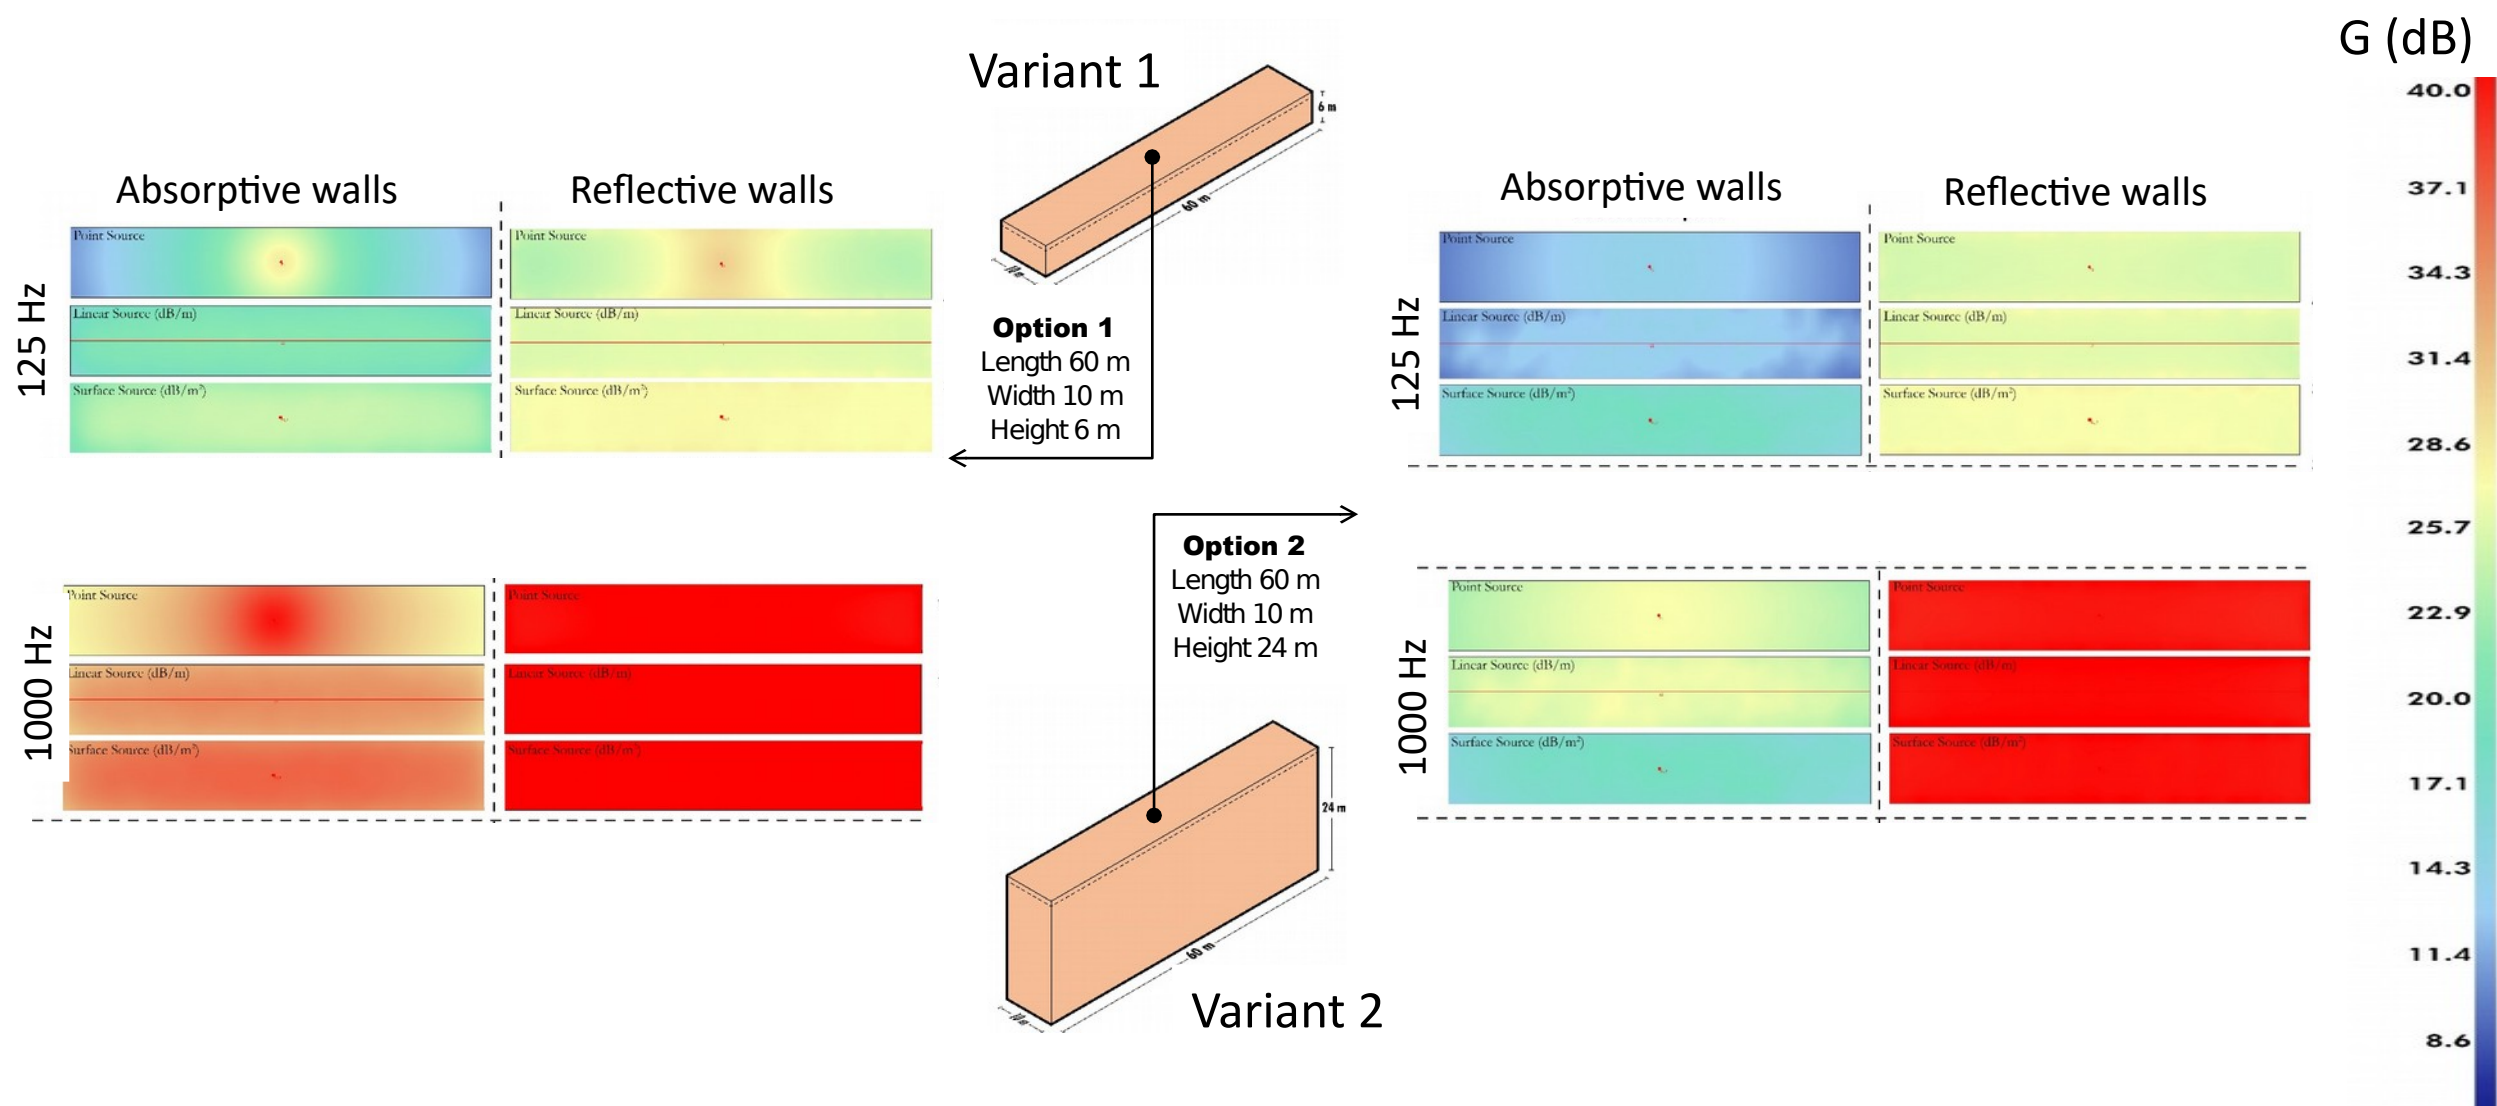 G (dB)
Variant 1
6 m
60 m
10 m
Absorptive walls
Reflective walls
125 Hz
Point Source
Point Source
Linear Source (dB/m)
Linear Source (dB/m)
Surface Source (dB/m²)
Surface Source (dB/m²)
Option 1
Length 60 m
Width 10 m
Height 6 m
Absorptive walls
Reflective walls
125 Hz
Point Source
Point Source
Linear Source (dB/m)
Linear Source (dB/m)
Surface Source (dB/m²)
Surface Source (dB/m²)
1000 Hz
Point Source
Point Source
Linear Source (dB/m)
Linear Source (dB/m)
Surface Source (dB/m²)
Surface Source (dB/m²)
Option 2
Length 60 m
Width 10 m
Height 24 m
1000 Hz
Point Source
Point Source
Linear Source (dB/m)
Linear Source (dB/m)
Surface Source (dB/m²)
Surface Source (dB/m²)
24 m
60 m
10 m
Variant 2
40.0
37.1
34.3
31.4
28.6
25.7
22.9
20.0
17.1
14.3
11.4
8.6